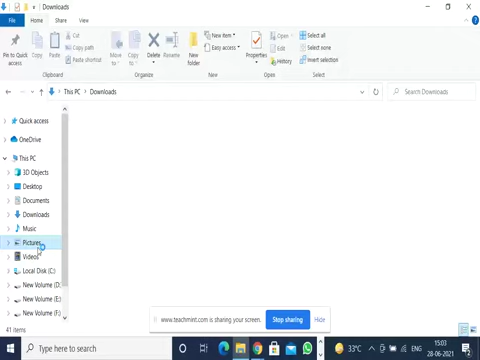 Downloads
File Home Share View
Pin to Quick access
Copy
Paste
Cut
Copy path
Paste shortcut
Move to
Copy to
Delete
Rename
New folder
New item
Easy access
Properties
Open
Edit
History
Select all
Select none
Invert selection
Clipboard Organize New Open Select
This PC Downloads
Search Downloads
Quick access
OneDrive
This PC
3D Objects
Desktop
Documents
Downloads
Music
Pictures
Videos
Local Disk (C:)
New Volume (D:
New Volume (E:)
New Volume (F:)
41 items
www.teachmint.com is sharing your screen. Stop sharing Hide
Type here to search
33°C ENG
15:03
28-06-2021
2